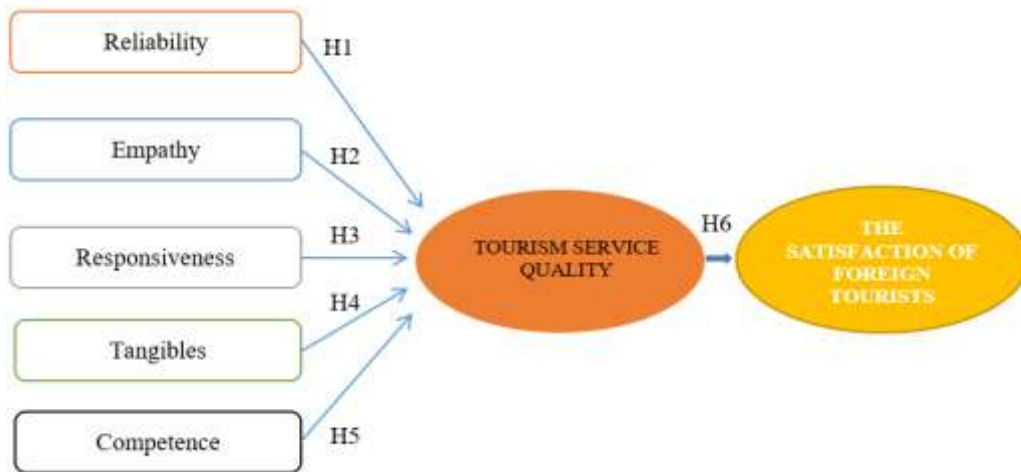 Reliability
H1
Empathy
H2
Responsiveness
H3
H4
Tangibles
Competence
H5
TOURISM SERVICE
QUALITY
H6
THE
SATISFACTION OF
FOREIGN
TOURISTS